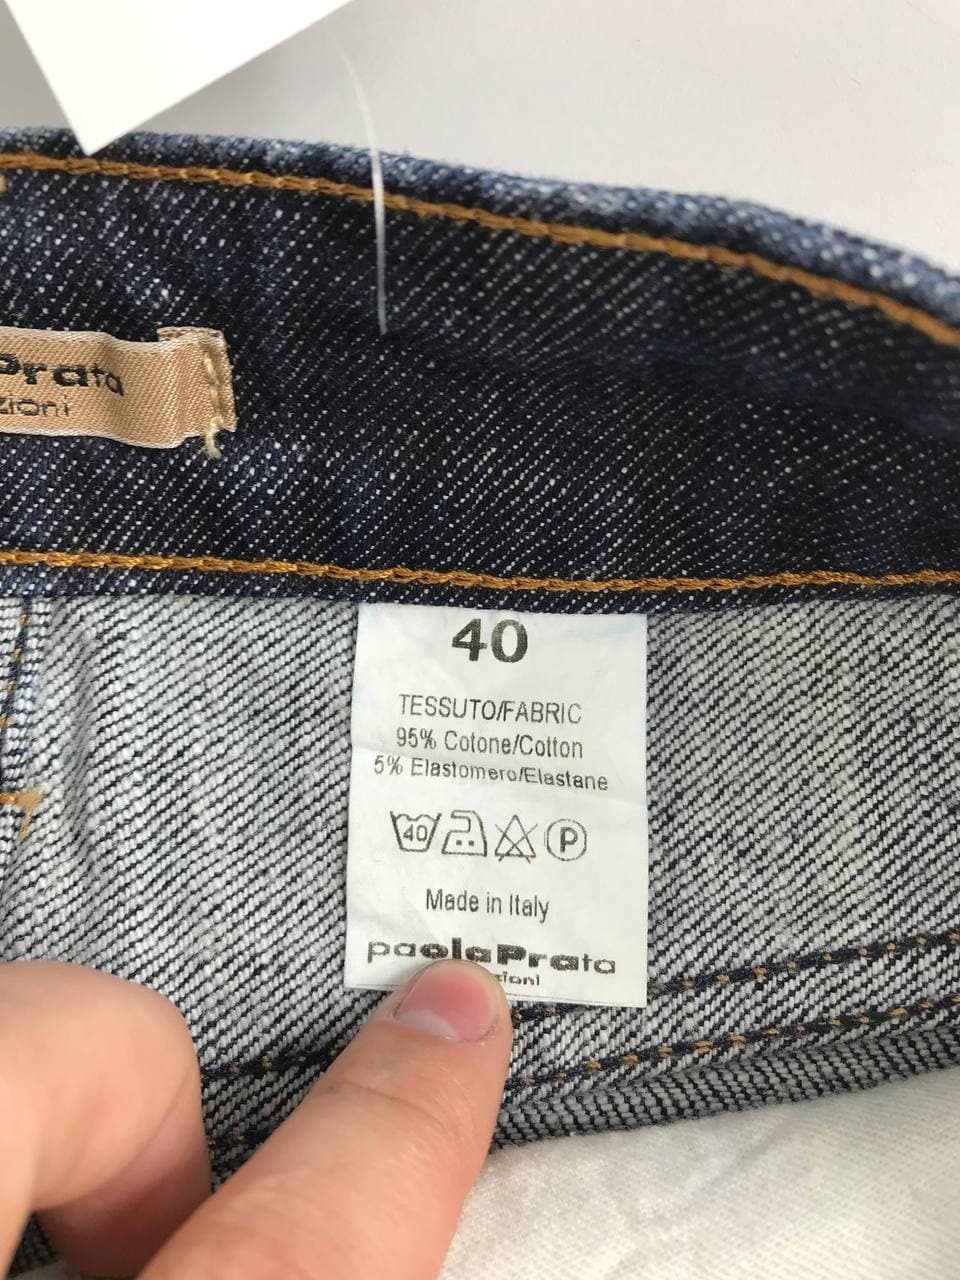 Prata
zioni
40
TESSUTO/FABRIC
95% Cotone/Cotton
5% Elastomero/Elastane
40 P
Made in Italy
paolaPrata
zioni